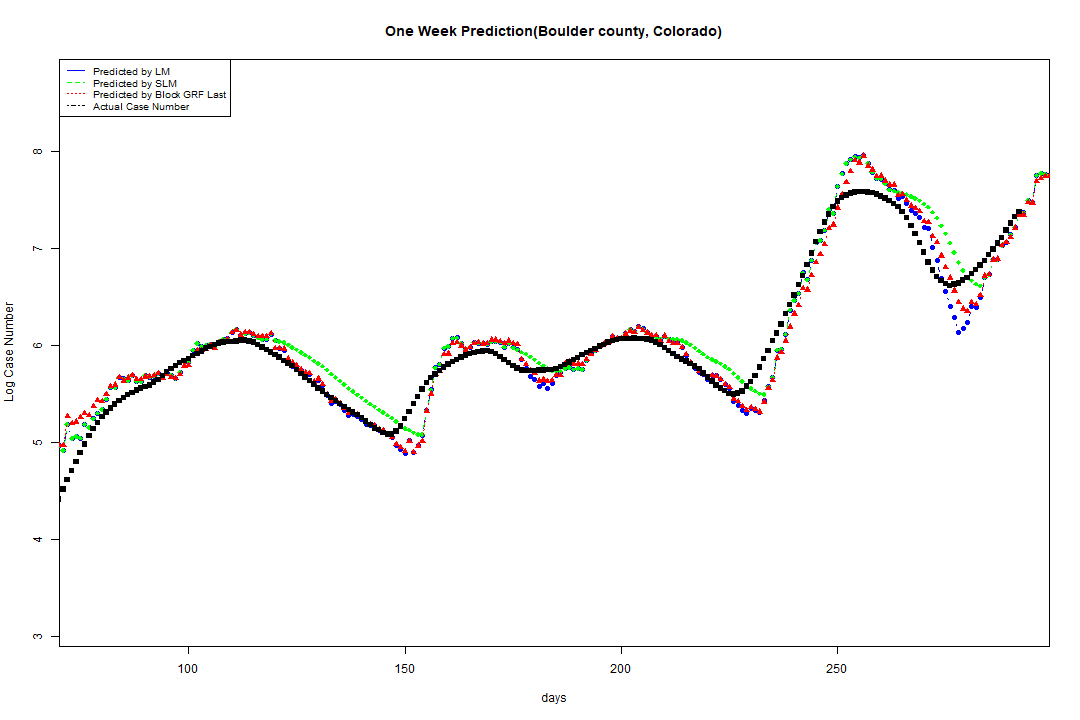 One Week Prediction(Boulder county, Colorado)
Predicted by LM
Predicted by SLM
Predicted by Block GRF Last
Actual Case Number
Log Case Number
8
7
6
5
4
3
100 150 200 250
days